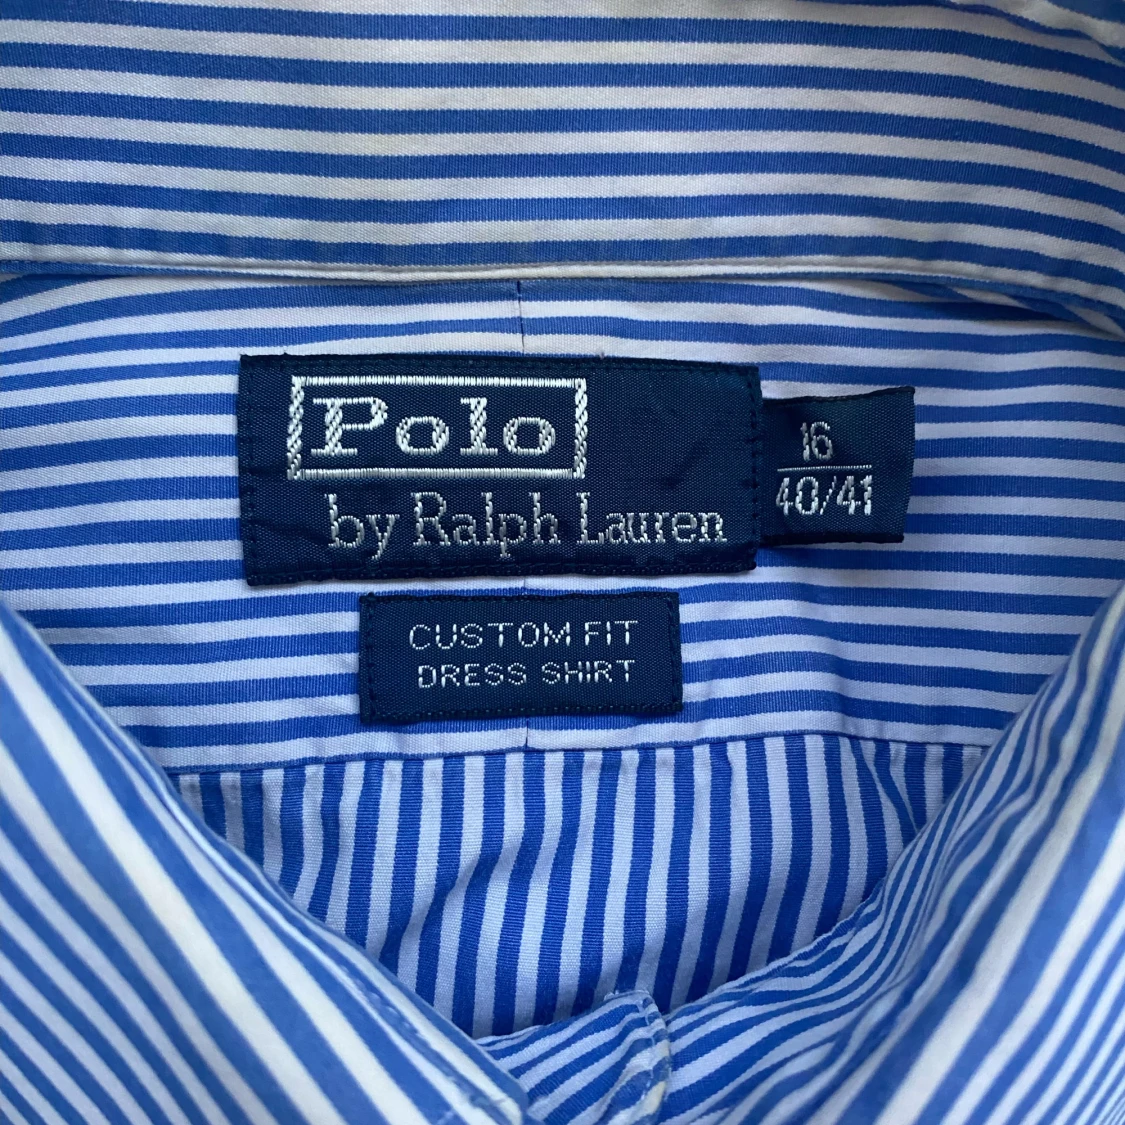 Polo
by Ralph Lauren
16
40/41
CUSTOM FIT
DRESS SHIRT